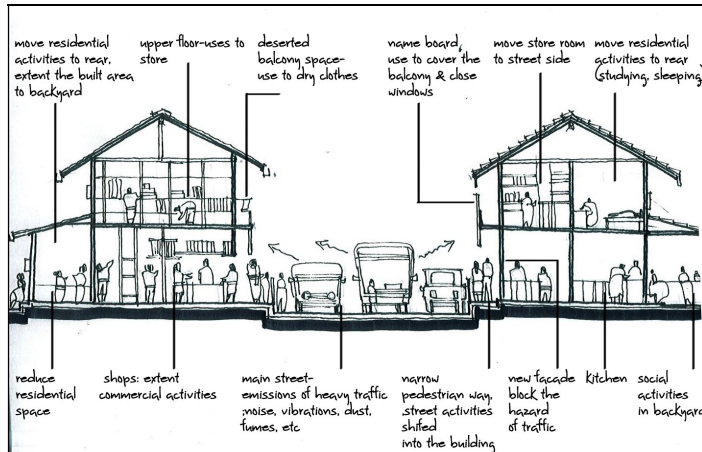 move residential
activities to rear,
extent the built area
to backyard
upper floor-uses to
store
deserted
balcony space-
use to dry clothes
name board,
use to cover the
balcony & close
windows
move store room
to street side
move residential
activities to rear
(studying, sleeping)
reduce
residential
space
shops: extent
commercial activities
main street-
emissions of heavy traffic
:noise, vibrations, dust,
fumes, etc
narrow
pedestrian way,
street activities
shifed
into the building
new facade
block the
hazard
of traffic
kitchen
social
activities
in backyard